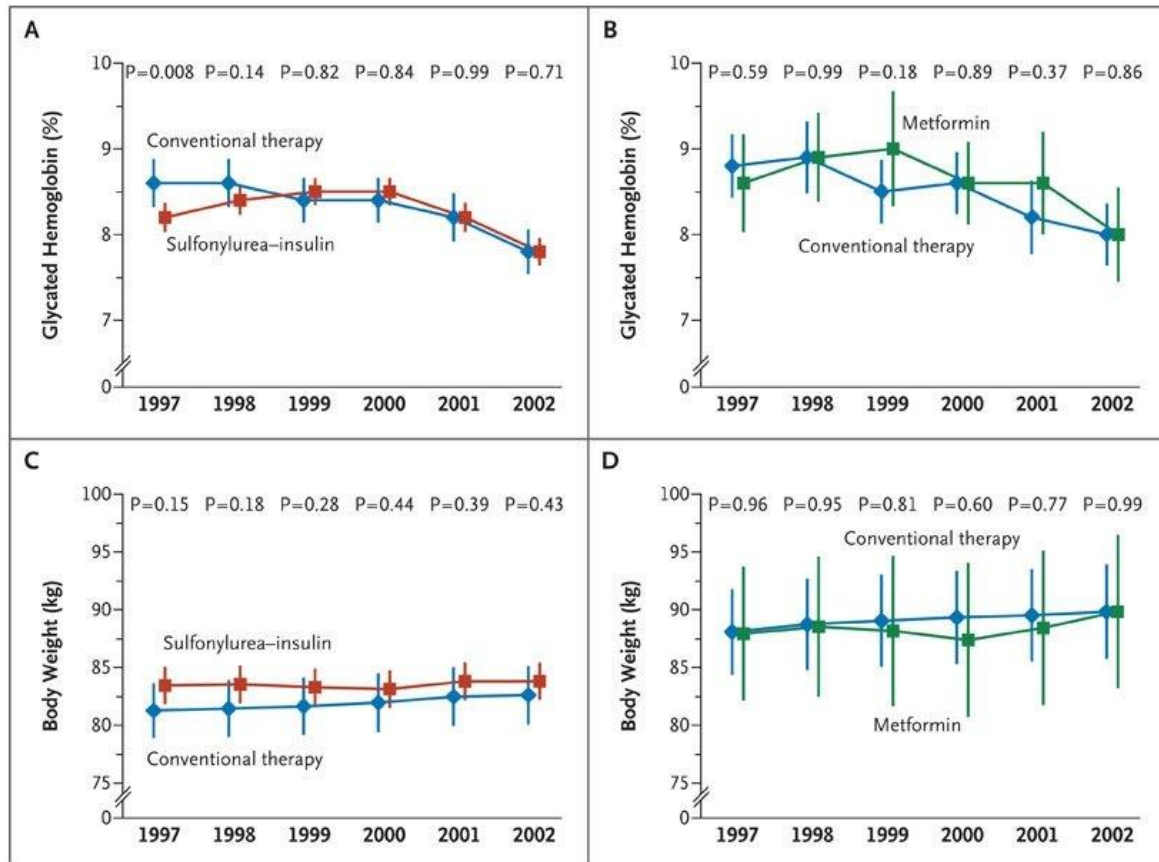 A
Glycated Hemoglobin (%)
10
9
8
7
0
P=0.008 P=0.14 P=0.82 P=0.84 P=0.99 P=0.71
Conventional therapy
Sulfonylurea–insulin
1997 1998 1999 2000 2001 2002
B
Glycated Hemoglobin (%)
10
9
8
7
0
P=0.59 P=0.99 P=0.18 P=0.89 P=0.37 P=0.86
Metformin
Conventional therapy
1997 1998 1999 2000 2001 2002
C
Body Weight (kg)
100
95
90
85
80
75
0
P=0.15 P=0.18 P=0.28 P=0.44 P=0.39 P=0.43
Sulfonylurea–insulin
Conventional therapy
1997 1998 1999 2000 2001 2002
D
Body Weight (kg)
100
95
90
85
80
75
0
P=0.96 P=0.95 P=0.81 P=0.60 P=0.77 P=0.99
Conventional therapy
Metformin
1997 1998 1999 2000 2001 2002